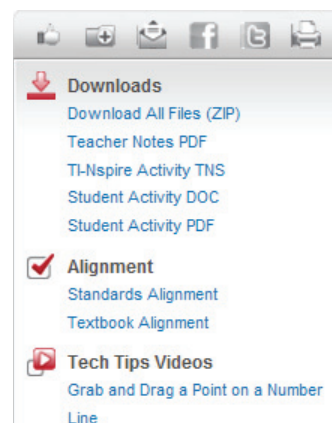 Downloads
Download All Files (ZIP)
Teacher Notes PDF
TI-Nspire Activity TNS
Student Activity DOC
Student Activity PDF
Alignment
Standards Alignment
Textbook Alignment
Tech Tips Videos
Grab and Drag a Point on a Number
Line